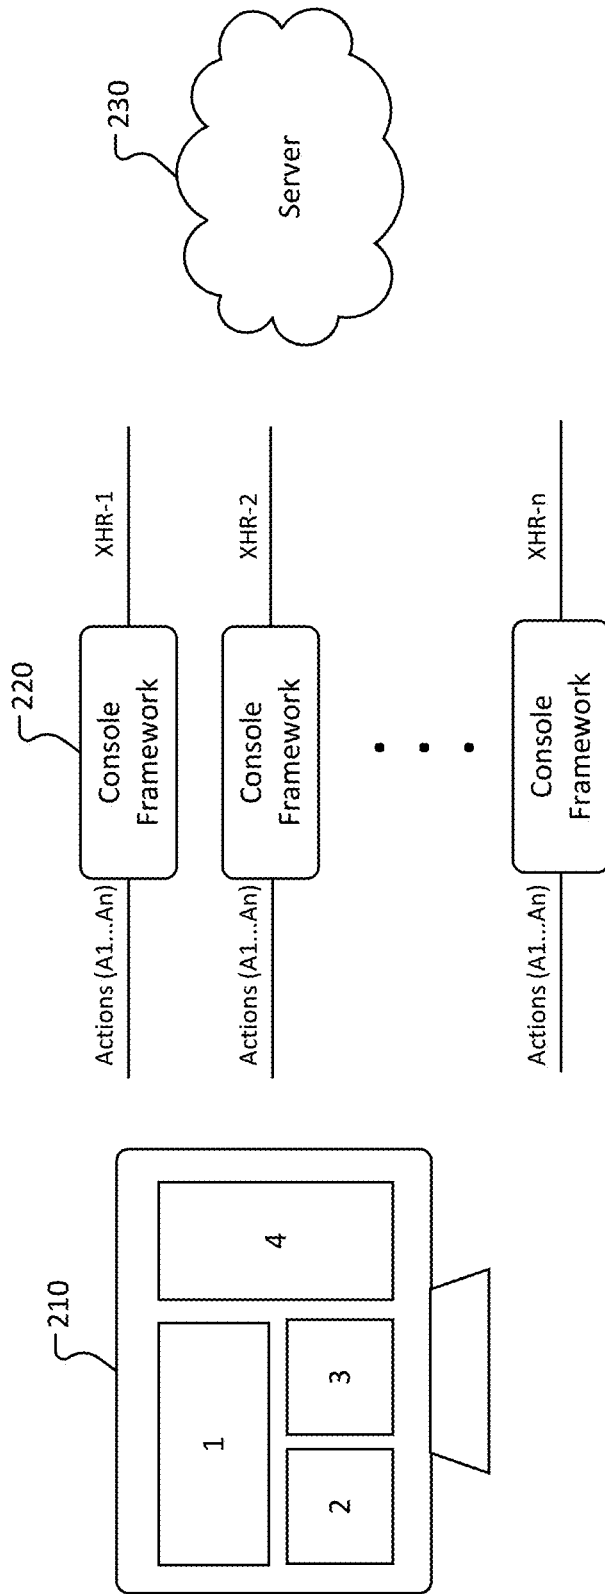 210
1
2
3
4
220
Actions (A1...An)
Console
Framework
XHR-1
Actions (A1...An)
Console
Framework
XHR-2
Actions (A1...An)
Console
Framework
XHR-n
230
Server